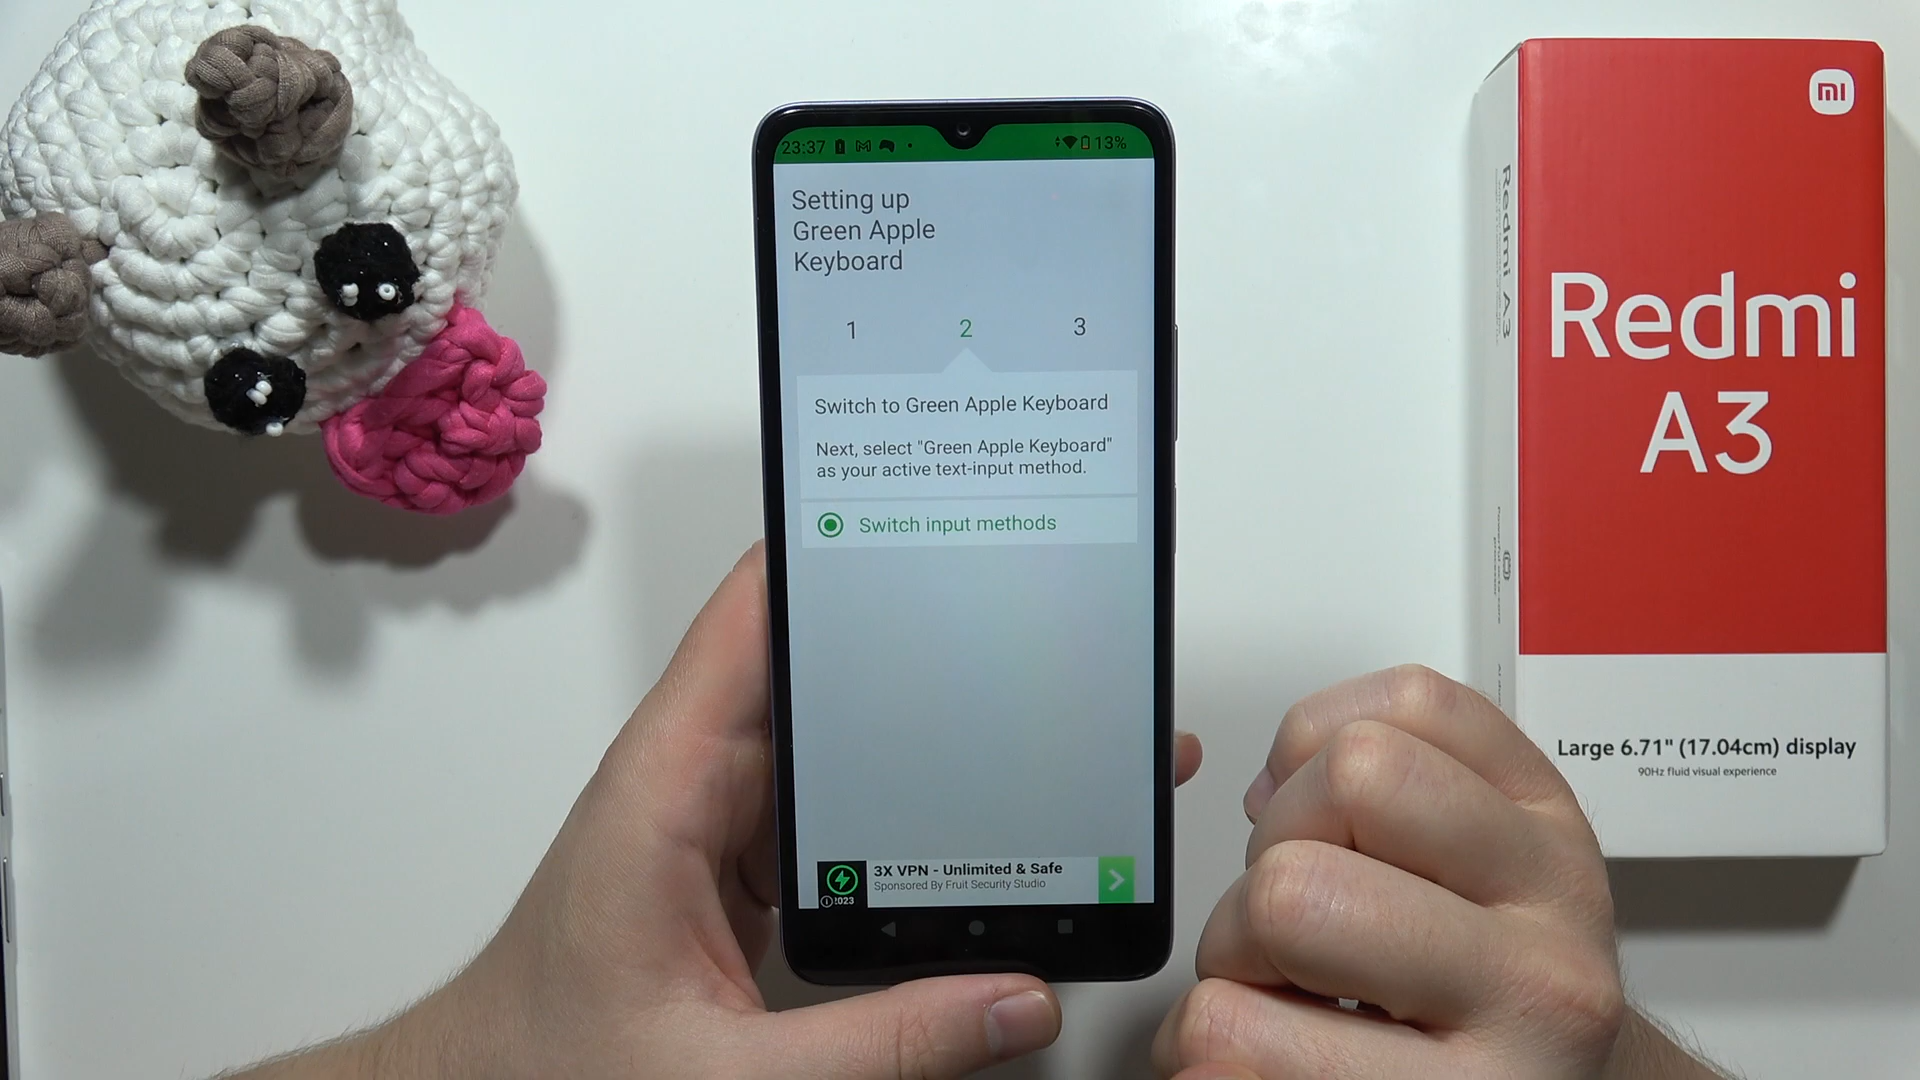 23:37
13%
Setting up
Green Apple
Keyboard
1 2 3
Switch to Green Apple Keyboard
Next, select "Green Apple Keyboard"
as your active text-input method.
Switch input methods
3X VPN - Unlimited & Safe
Sponsored By Fruit Security Studio
2023
mi
Redmi
A3
Large 6.71" (17.04cm) display
90Hz fluid visual experience
Redmi A3